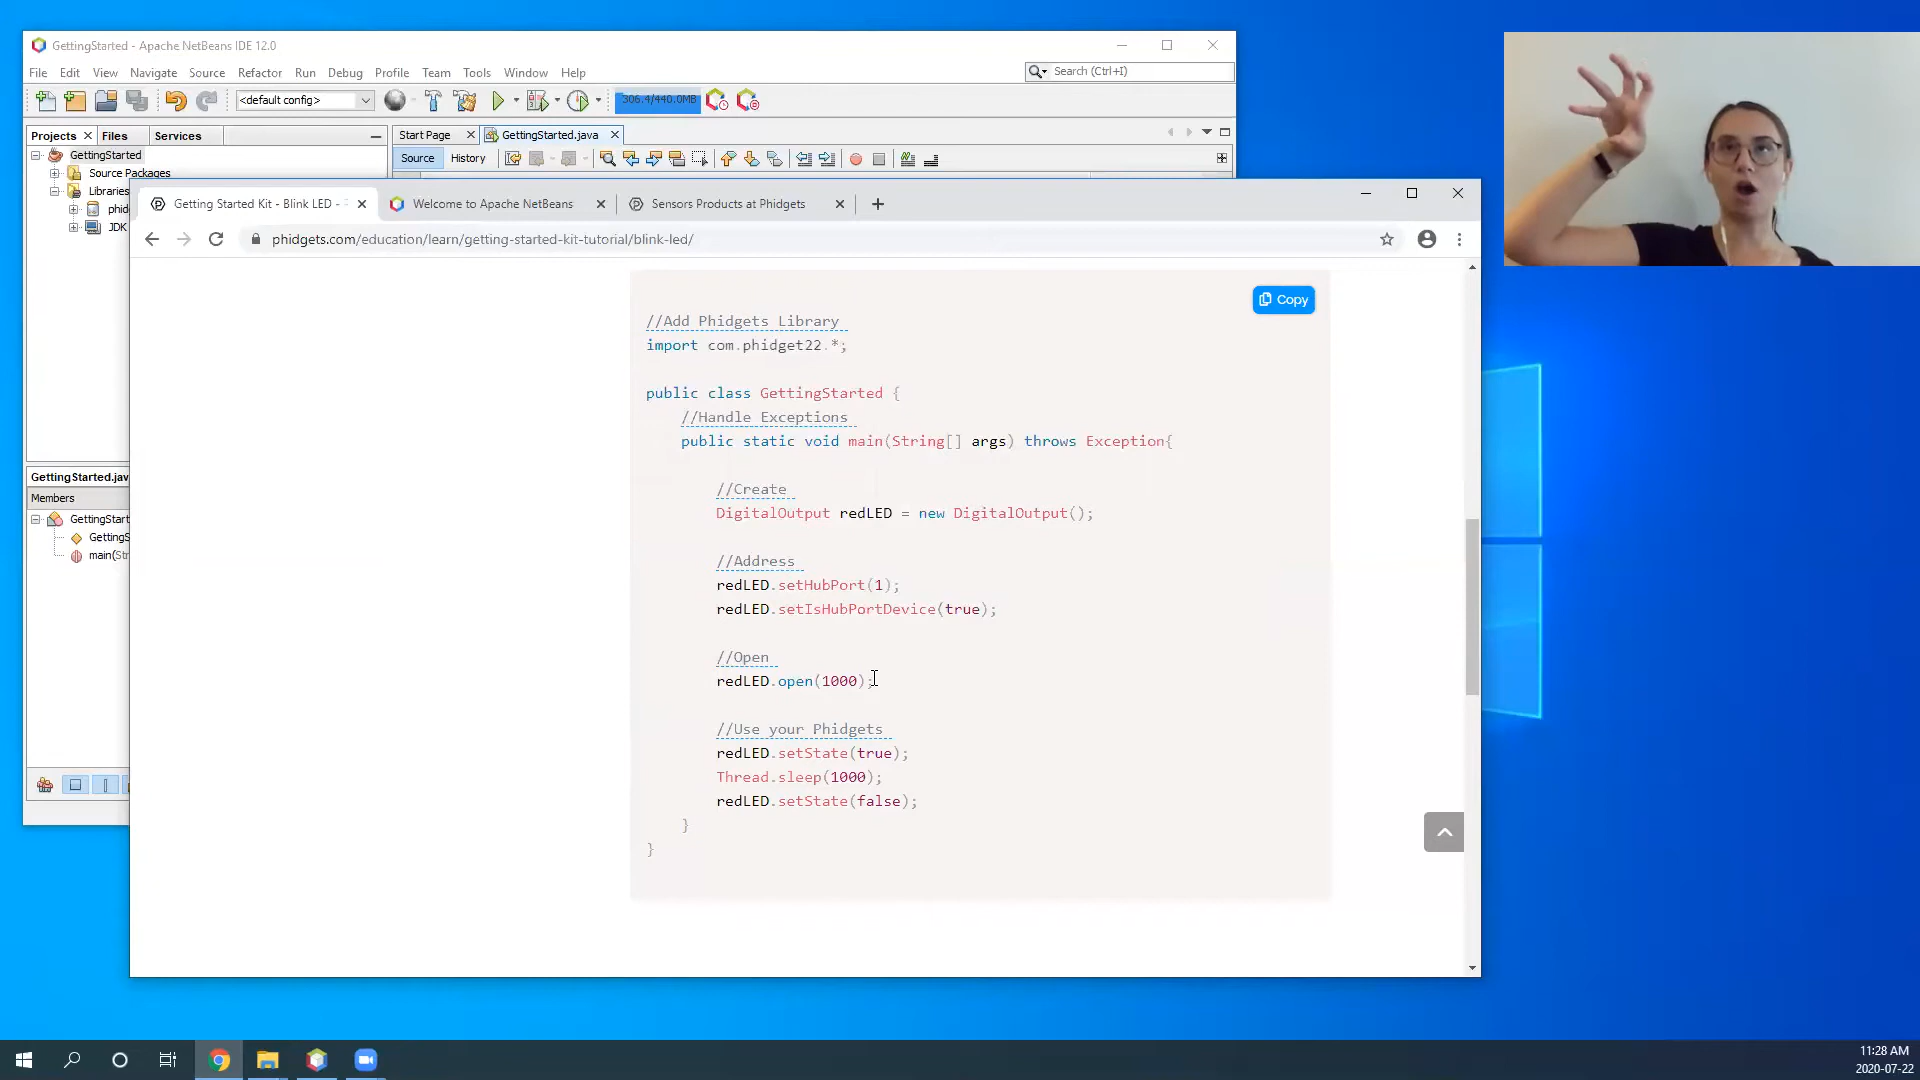 GettingStarted - Apache NetBeans IDE 12.0
File Edit View Navigate Source Refactor Run Debug Profile Team Tools Window Help
Search (Ctrl+I)
<default config>
306.4/440.0MB
Projects Files Services
Start Page GettingStarted.java
GettingStarted
Source History
Source Packages
Libraries
phid
JDK
Getting Started Kit - Blink LED -
Welcome to Apache NetBeans
Sensors Products at Phidgets
phidgets.com/education/learn/getting-started-kit-tutorial/blink-led/
Copy
//Add Phidgets Library
import com.phidget22.*;
public class GettingStarted {
//Handle Exceptions
public static void main(String[] args) throws Exception{
//Create
DigitalOutput redLED = new DigitalOutput();
//Address
redLED.setHubPort(1);
redLED.setIsHubPortDevice(true);
//Open
redLED.open(1000);
//Use your Phidgets
redLED.setState(true);
Thread.sleep(1000);
redLED.setState(false);
}
}
GettingStarted.jav
Members
GettingStart
GettingS
main(Str
11:28 AM
2020-07-22